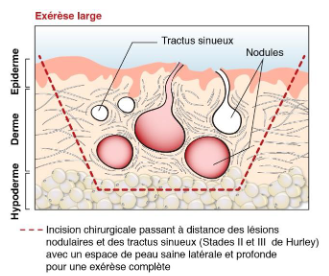 Exérèse large
Tractus sinueux
Nodules
Epiderme
Derme
Hypoderme
--- Incision chirurgicale passant à distance des lésions
nodulaires et des tractus sinueux (Stades II et III de Hurley)
avec un espace de peau saine latérale et profonde
pour une exérèse complète